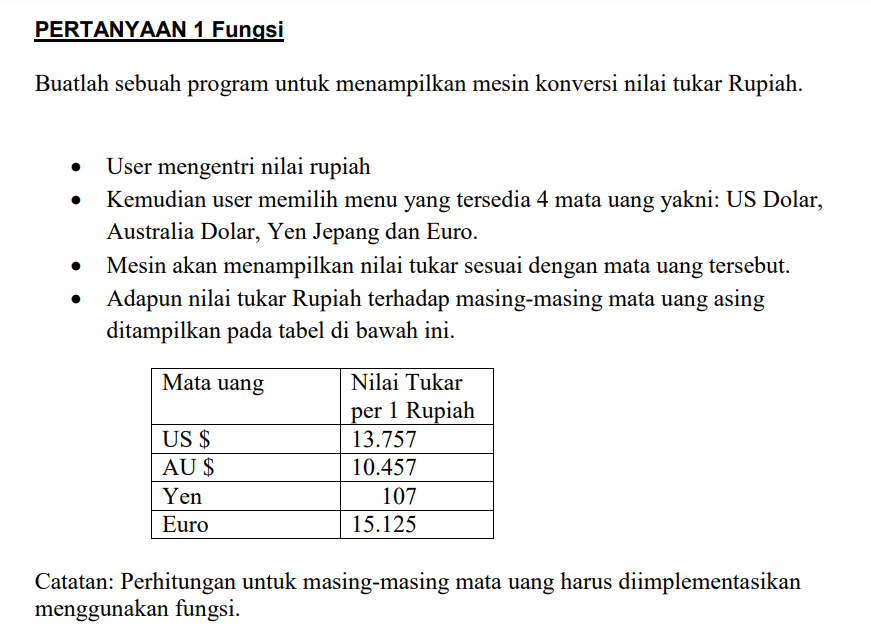 PERTANYAAN 1 Fungsi
Buatlah sebuah program untuk menampilkan mesin konversi nilai tukar Rupiah.
• User mengentri nilai rupiah
• Kemudian user memilih menu yang tersedia 4 mata uang yakni: US Dolar,
Australia Dolar, Yen Jepang dan Euro.
• Mesin akan menampilkan nilai tukar sesuai dengan mata uang tersebut.
• Adapun nilai tukar Rupiah terhadap masing-masing mata uang asing
ditampilkan pada tabel di bawah ini.
Mata uang Nilai Tukar
per 1 Rupiah
US $ 13.757
AU $ 10.457
Yen 107
Euro 15.125
Catatan: Perhitungan untuk masing-masing mata uang harus diimplementasikan
menggunakan fungsi.